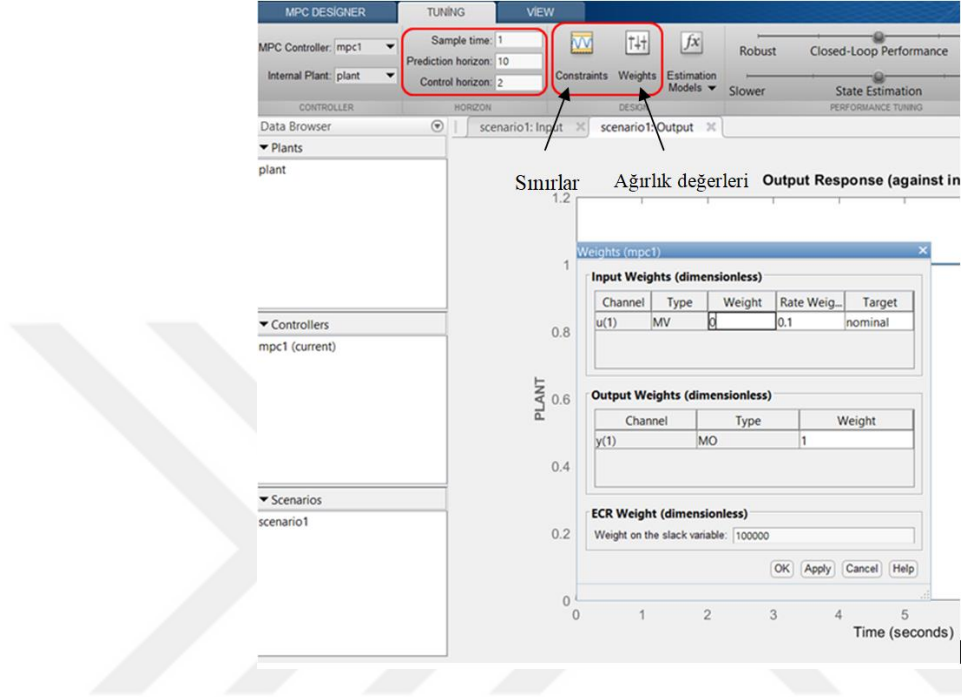 MPC DESIGNER TUNING VIEW
MPC Controller: mpc1
Internal Plant: plant
Sample time: 1
Prediction horizon: 10
Control horizon: 2
Constraints Weights Estimation Models
Robust Closed-Loop Performance
Slower State Estimation
CONTROLLER HORIZON DESIGN PERFORMANCE TUNING
Data Browser
scenario1: Input scenario1: Output
Plants
plant
Controllers
mpc1 (current)
Scenarios
scenario1
Sınırlar Ağırlık değerleri
Output Response (against in
1.2
1
0.8
0.6
0.4
0.2
0
PLANT
0 1 2 3 4 5
Time (seconds)
Weights (mpc1)
Input Weights (dimensionless)
Channel Type Weight Rate Weig... Target
u(1) MV 0 0.1 nominal
Output Weights (dimensionless)
Channel Type Weight
y(1) MO 1
ECR Weight (dimensionless)
Weight on the slack variable: 100000
OK Apply Cancel Help